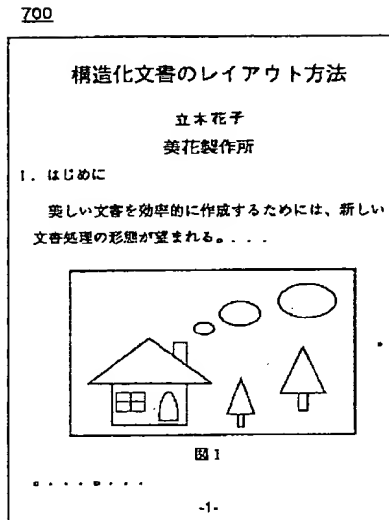 700
構造化文書のレイアウト方法
立木花子
美花製作所
1. はじめに
美しい文書を効率的に作成するためには、新しい
文書処理の形態が望まれる。. . . .
図1
. . . . . . . .
-1-